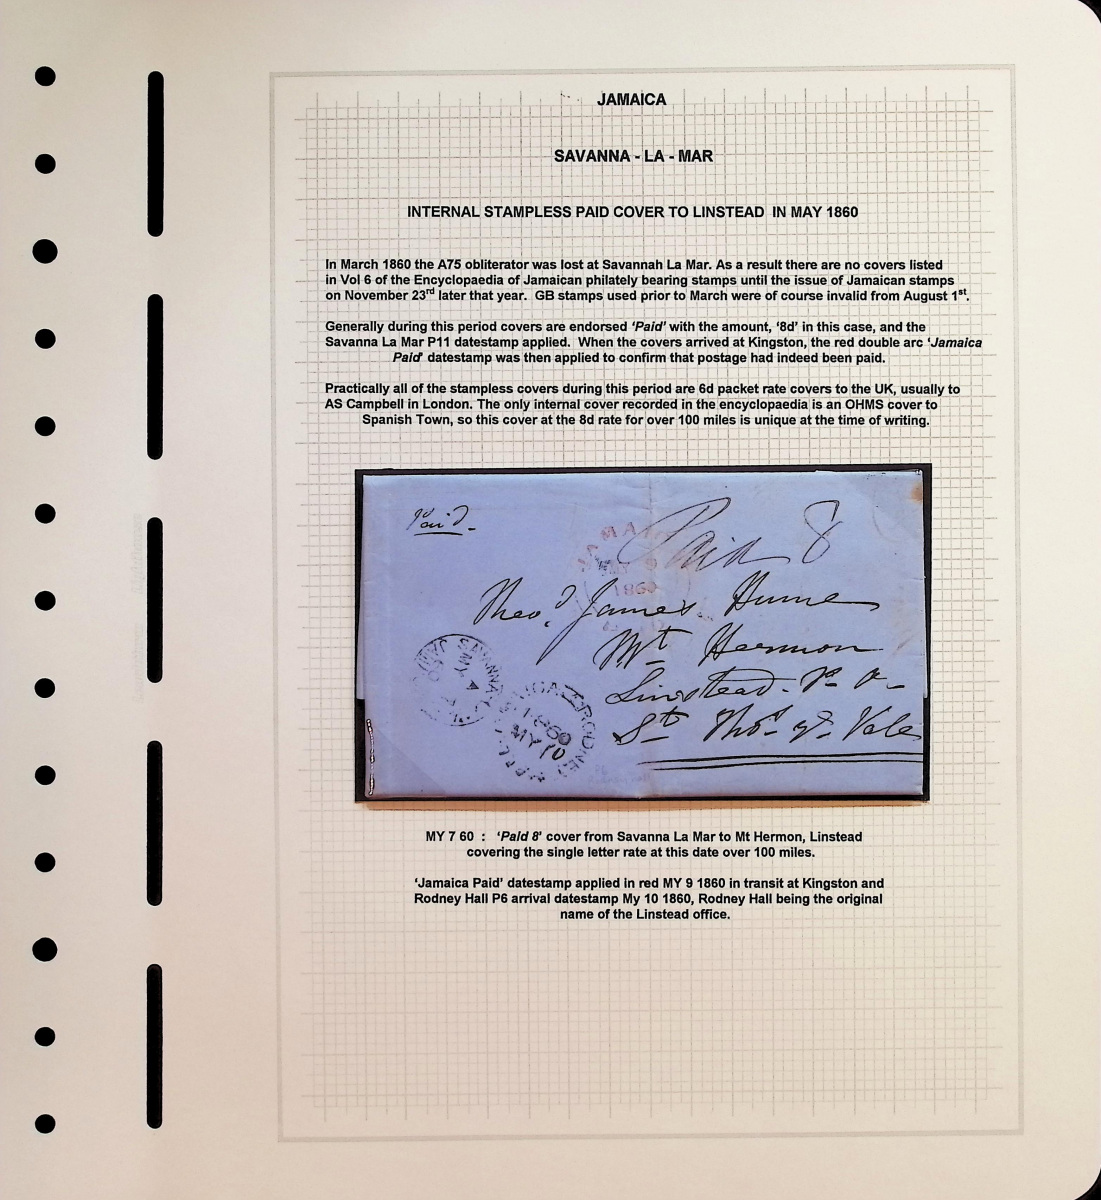 JAMAICA
SAVANNA - LA - MAR
INTERNAL STAMPLESS PAID COVER TO LINSTEAD IN MAY 1860
In March 1860 the A75 obliterator was lost at Savannah La Mar. As a result there are no covers listed
in Vol 6 of the Encyclopaedia of Jamaican philately bearing stamps until the issue of Jamaican stamps
on November 23rd later that year. GB stamps used prior to March were of course invalid from August 1st.
Generally during this period covers are endorsed 'Paid' with the amount, '8d' in this case, and the
Savanna La Mar P11 datestamp applied. When the covers arrived at Kingston, the red double arc 'Jamaica
Paid' datestamp was then applied to confirm that postage had indeed been paid.
Practically all of the stampless covers during this period are 6d packet rate covers to the UK, usually to
AS Campbell in London. The only internal cover recorded in the encyclopaedia is an OHMS cover to
Spanish Town, so this cover at the 8d rate for over 100 miles is unique at the time of writing.
Paid
Paid 8
JAMAICA
MY 9
1860
James Hume
Mt Hermon
Linstead. P. O
St Thos. ye Vale
SAVANNA
MY 7
RODNEY
1860
MY 10
MY 7 60 : 'Paid 8' cover from Savanna La Mar to Mt Hermon, Linstead
covering the single letter rate at this date over 100 miles.
'Jamaica Paid' datestamp applied in red MY 9 1860 in transit at Kingston and
Rodney Hall P6 arrival datestamp My 10 1860, Rodney Hall being the original
name of the Linstead office.